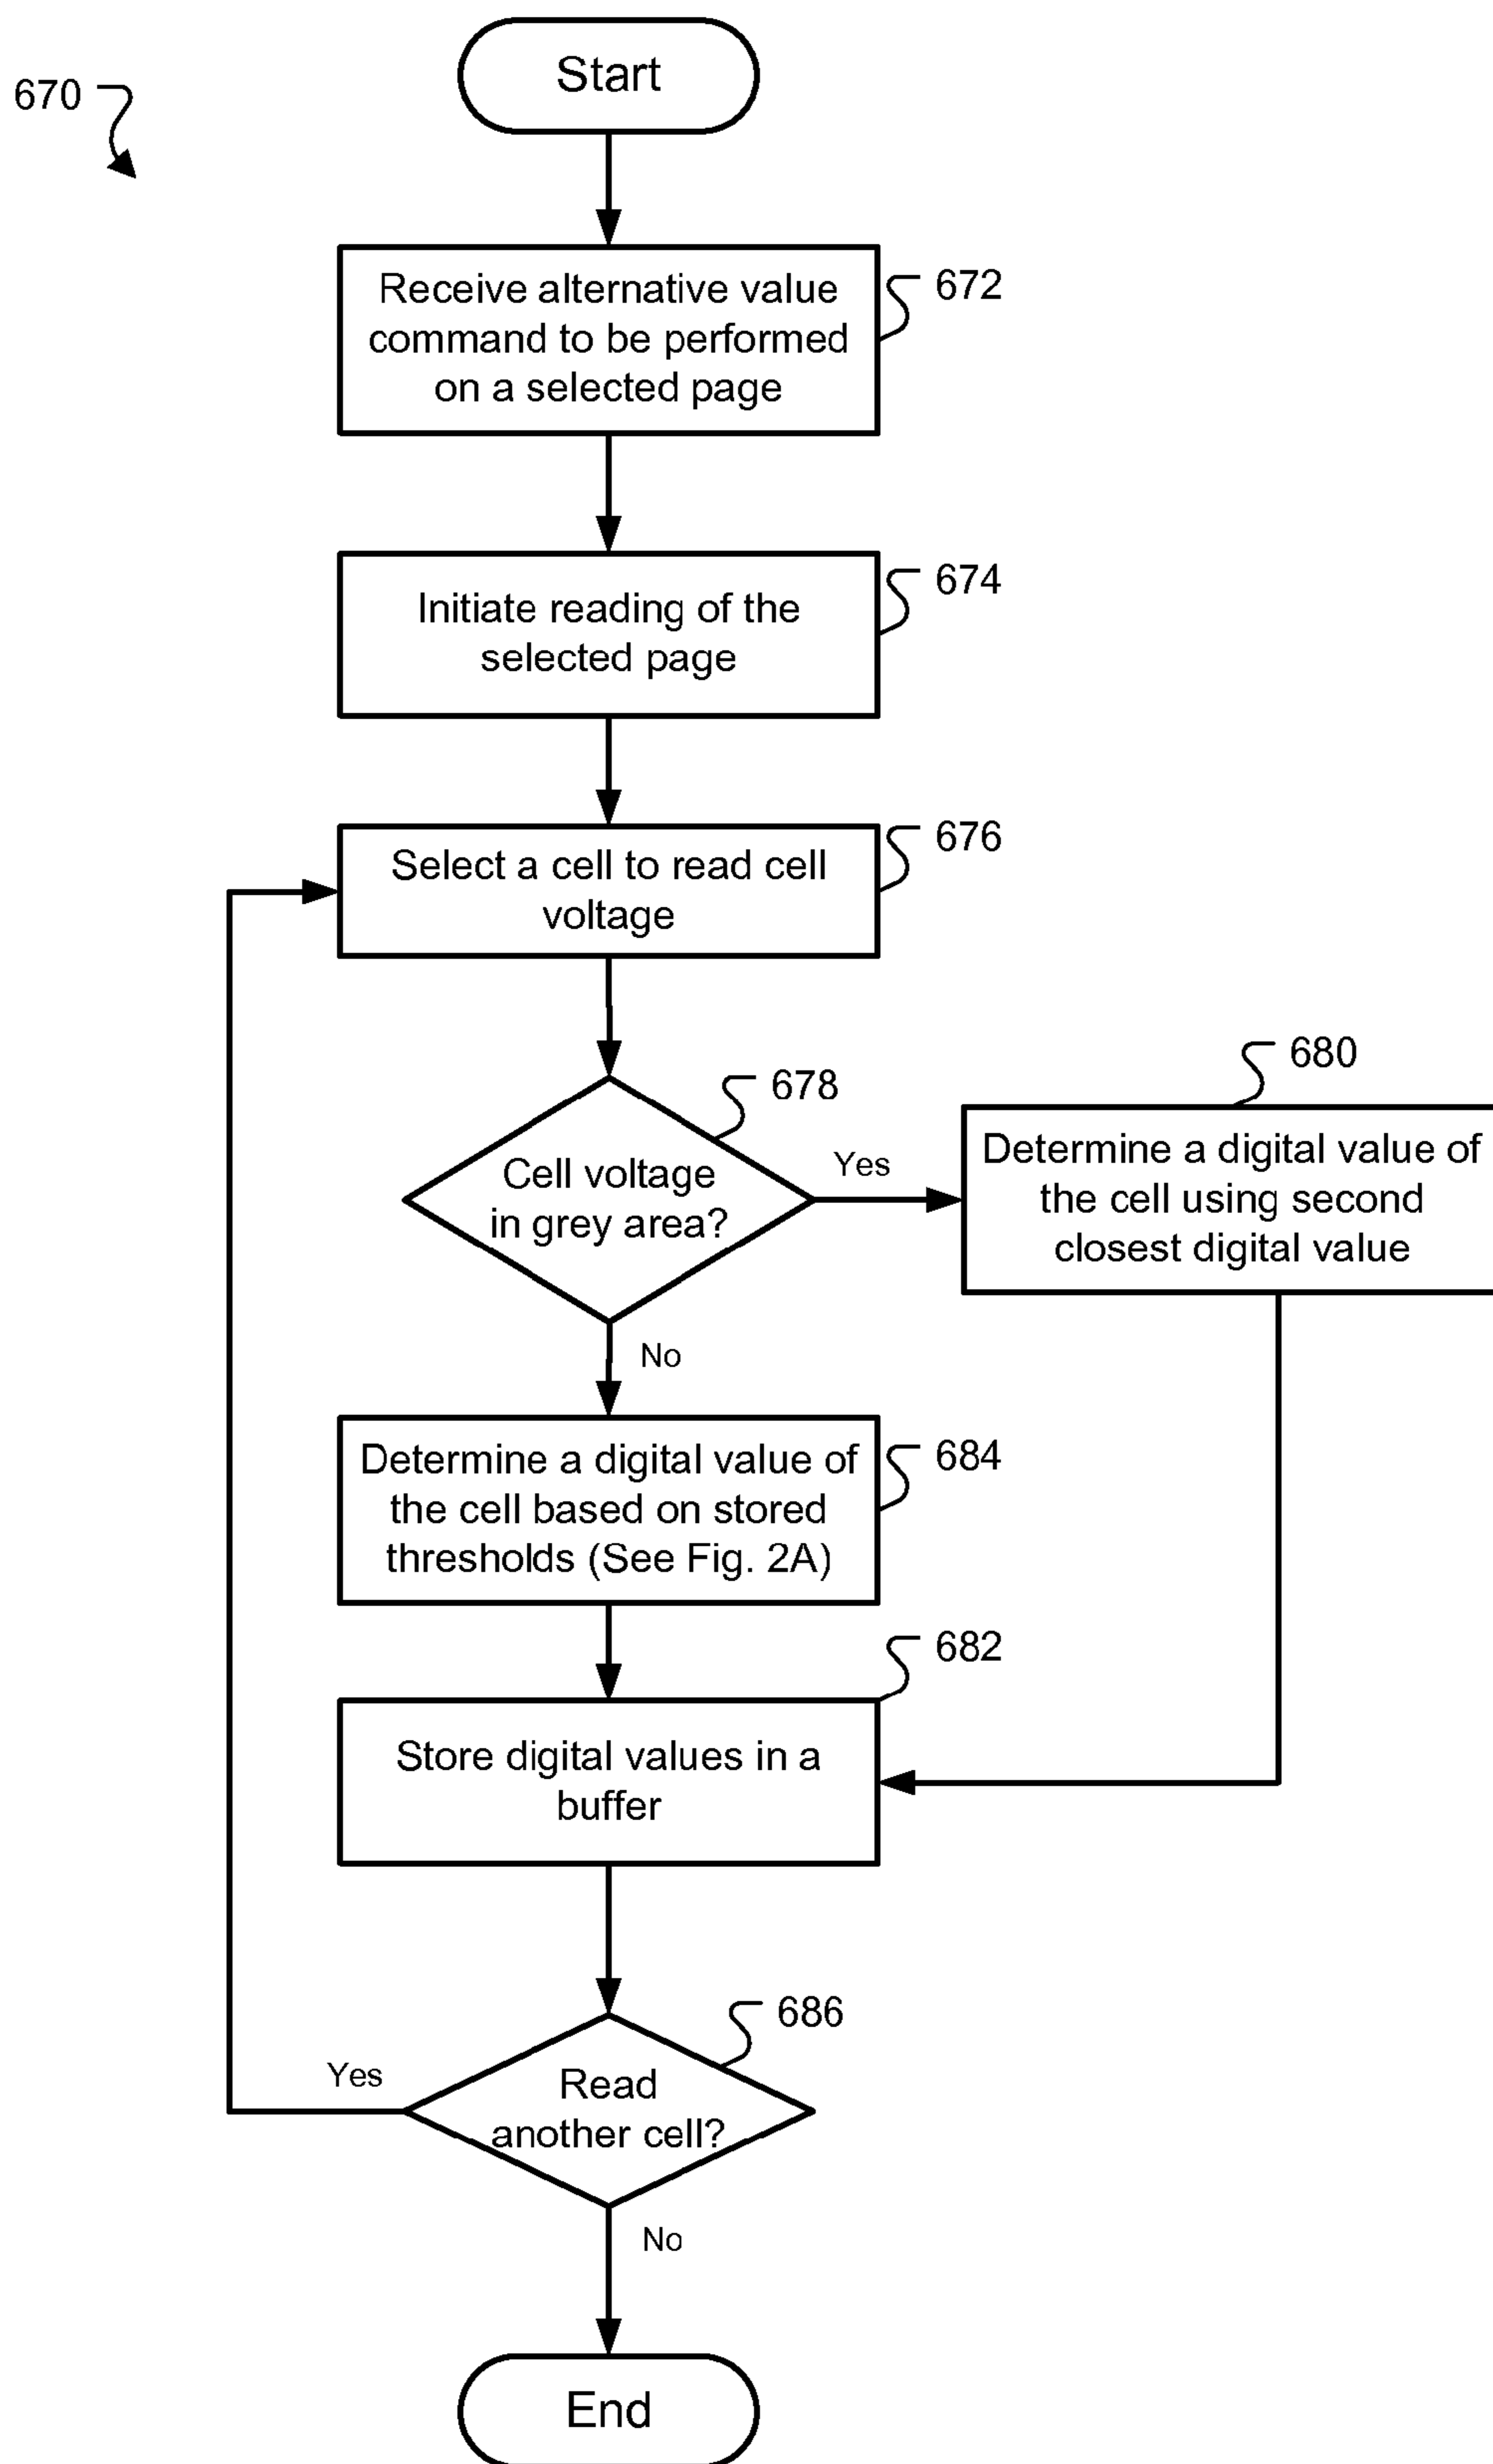 670
Start
Receive alternative value
command to be performed
on a selected page
672
Initiate reading of the
selected page
674
Select a cell to read cell
voltage
676
Cell voltage
in grey area?
678
Yes
Determine a digital value of
the cell using second
closest digital value
680
No
Determine a digital value of
the cell based on stored
thresholds (See Fig. 2A)
684
Store digital values in a
buffer
682
Read
another cell?
686
Yes
No
End